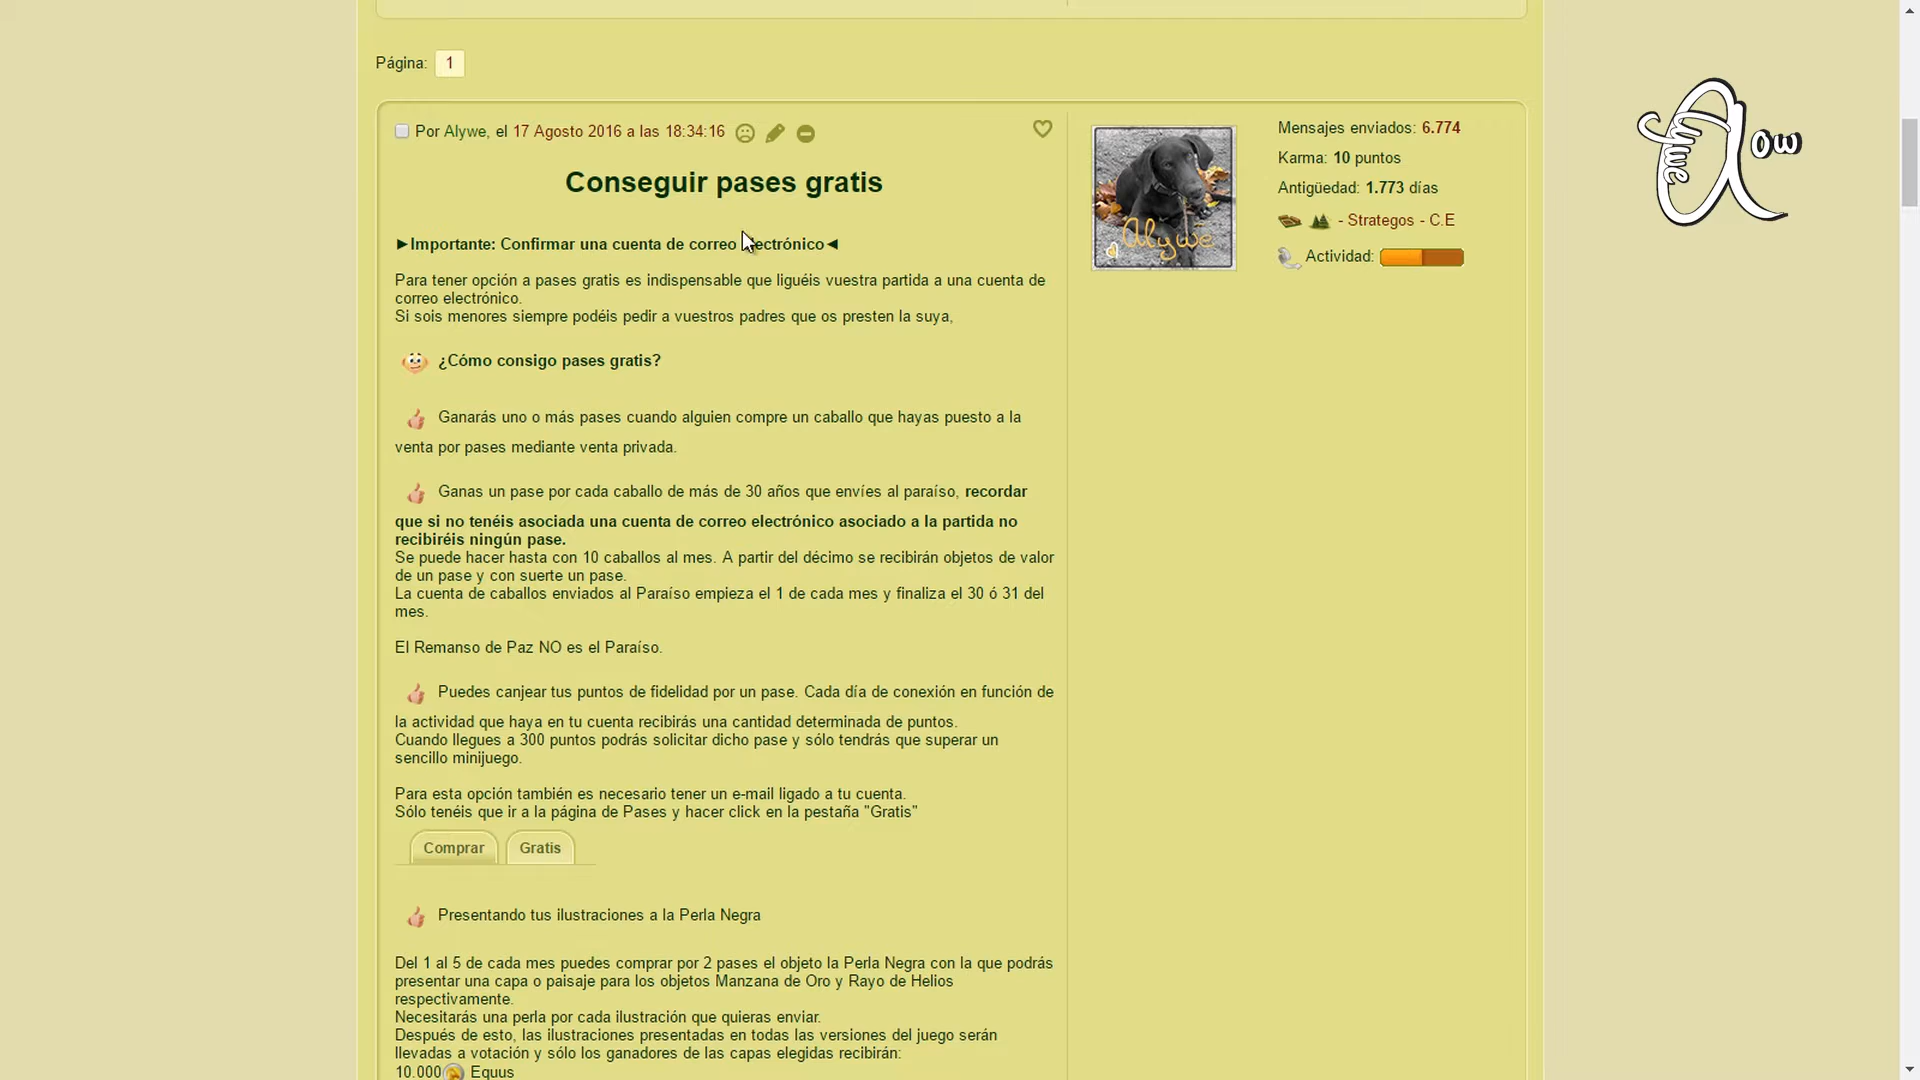 Página: 1
Por Alywe, el 17 Agosto 2016 a las 18:34:16
Conseguir pases gratis
►Importante: Confirmar una cuenta de correo electrónico◄
Para tener opción a pases gratis es indispensable que liguéis vuestra partida a una cuenta de
correo electrónico.
Si sois menores siempre podéis pedir a vuestros padres que os presten la suya,
¿Cómo consigo pases gratis?
Ganarás uno o más pases cuando alguien compre un caballo que hayas puesto a la
venta por pases mediante venta privada.
Ganas un pase por cada caballo de más de 30 años que envíes al paraíso, recordar
que si no tenéis asociada una cuenta de correo electrónico asociado a la partida no
recibiréis ningún pase.
Se puede hacer hasta con 10 caballos al mes. A partir del décimo se recibirán objetos de valor
de un pase y con suerte un pase.
La cuenta de caballos enviados al Paraíso empieza el 1 de cada mes y finaliza el 30 ó 31 del
mes.
El Remanso de Paz NO es el Paraíso.
Puedes canjear tus puntos de fidelidad por un pase. Cada día de conexión en función de
la actividad que haya en tu cuenta recibirás una cantidad determinada de puntos.
Cuando llegues a 300 puntos podrás solicitar dicho pase y sólo tendrás que superar un
sencillo minijuego.
Para esta opción también es necesario tener un e-mail ligado a tu cuenta.
Sólo tenéis que ir a la página de Pases y hacer click en la pestaña "Gratis"
Comprar Gratis
Presentando tus ilustraciones a la Perla Negra
Del 1 al 5 de cada mes puedes comprar por 2 pases el objeto la Perla Negra con la que podrás
presentar una capa o paisaje para los objetos Manzana de Oro y Rayo de Helios
respectivamente.
Necesitarás una perla por cada ilustración que quieras enviar.
Después de esto, las ilustraciones presentadas en todas las versiones del juego serán
llevadas a votación y sólo los ganadores de las capas elegidas recibirán:
10.000 Equus
Alywe
Mensajes enviados: 6.774
Karma: 10 puntos
Antigüedad: 1.773 días
- Strategos - C.E
Actividad: